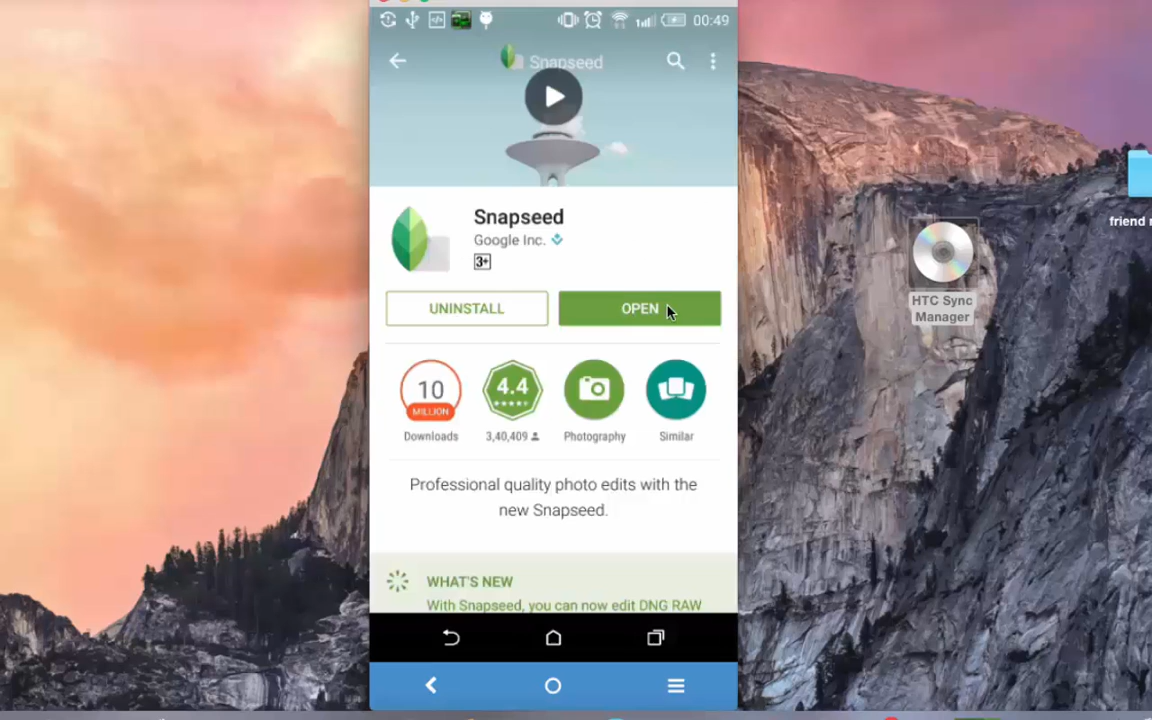 00:49
Snapseed
Snapseed
Google Inc.
3+
UNINSTALL
OPEN
10
MILLION
4.4
Downloads
3,40,409
Photography
Similar
Professional quality photo edits with the
new Snapseed.
WHAT'S NEW
With Snapseed, you can now edit DNG RAW
HTC Sync
Manager
friend